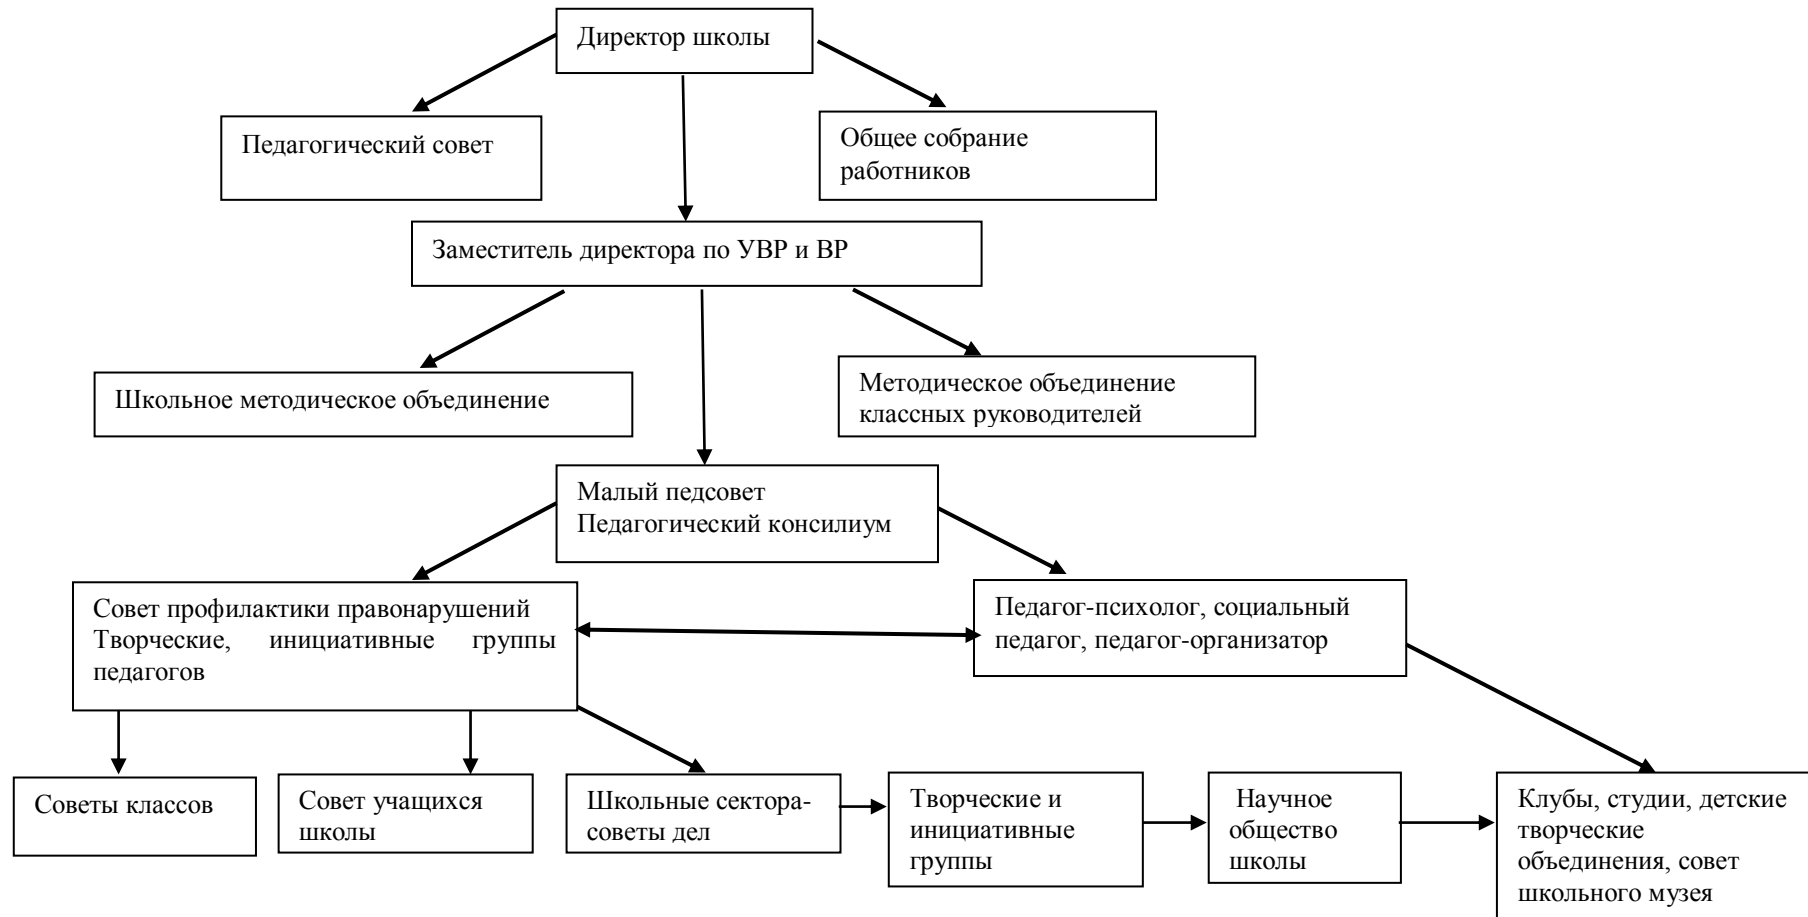 Директор школы
Педагогический совет
Общее собрание
работников
Заместитель директора по УВР и ВР
Школьное методическое объединение
Методическое объединение
классных руководителей
Малый педсовет
Педагогический консилиум
Совет профилактики правонарушений
Творческие, инициативные группы
педагогов
Педагог-психолог, социальный
педагог, педагог-организатор
Советы классов
Совет учащихся
школы
Школьные сектора-
советы дел
Творческие и
инициативные
группы
Научное
общество
школы
Клубы, студии, детские
творческие
объединения, совет
школьного музея